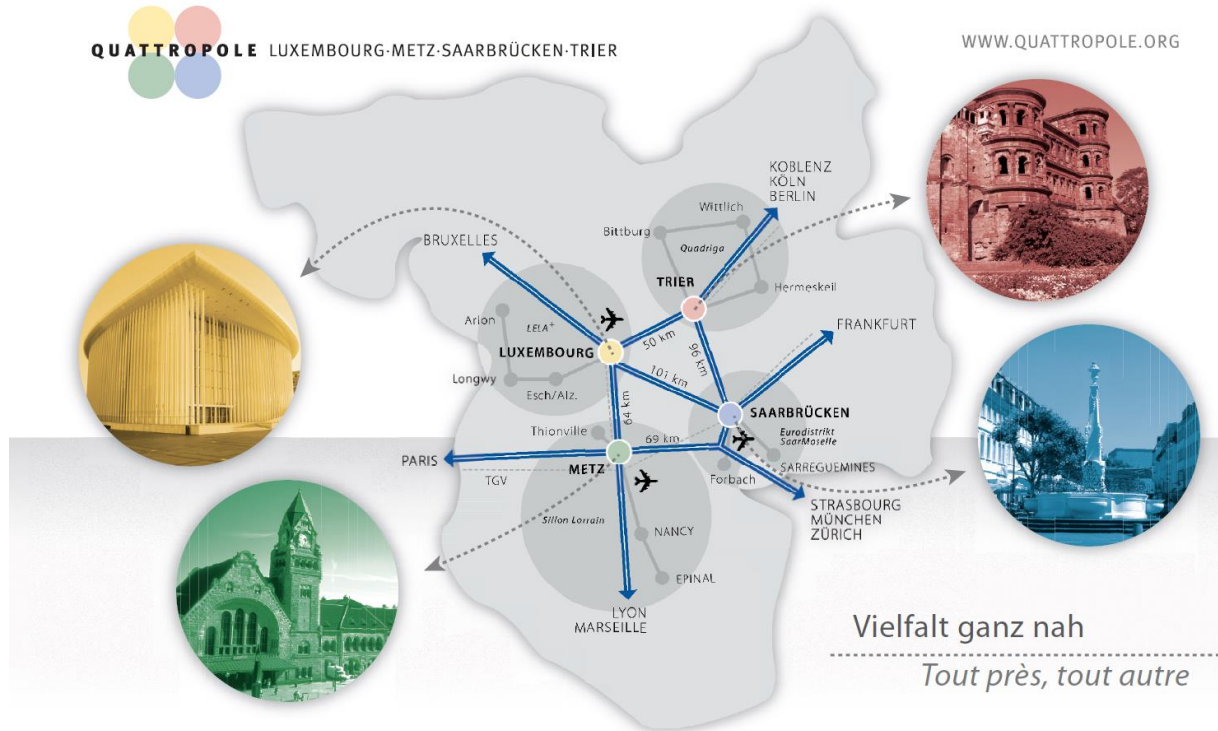 QUATTROPOLE LUXEMBOURG·METZ·SAARBRÜCKEN·TRIER
WWW.QUATTROPOLE.ORG
KOBLENZ
KÖLN
BERLIN
Wittlich
Bittburg
Quadriga
BRUXELLES
TRIER
Hermeskeil
Arlon
LELA+
FRANKFURT
50 km
LUXEMBOURG
96 km
101 km
Longwy
Esch/Alz.
64 km
SAARBRÜCKEN
Thionville
69 km
Eurodistrikt
SaarMoselle
PARIS
METZ
SARREGUEMINES
TGV
Forbach
STRASBOURG
MÜNCHEN
ZÜRICH
Sillon Lorrain
NANCY
EPINAL
LYON
MARSEILLE
Vielfalt ganz nah
Tout près, tout autre